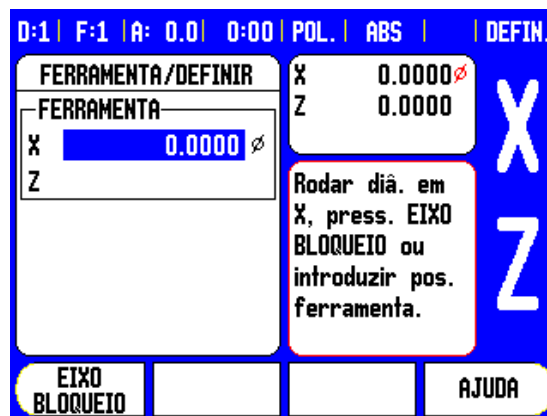 D:1 | F:1 | A: 0.0 | 0:00 | POL. | ABS | | DEFIN.
FERRAMENTA/DEFINIR
FERRAMENTA
X 0.0000 Ø
Z
X 0.0000 Ø
Z 0.0000
Rodar diâ. em
X, press. EIXO
BLOQUEIO ou
introduzir pos.
ferramenta.
X
Z
EIXO
BLOQUEIO
AJUDA